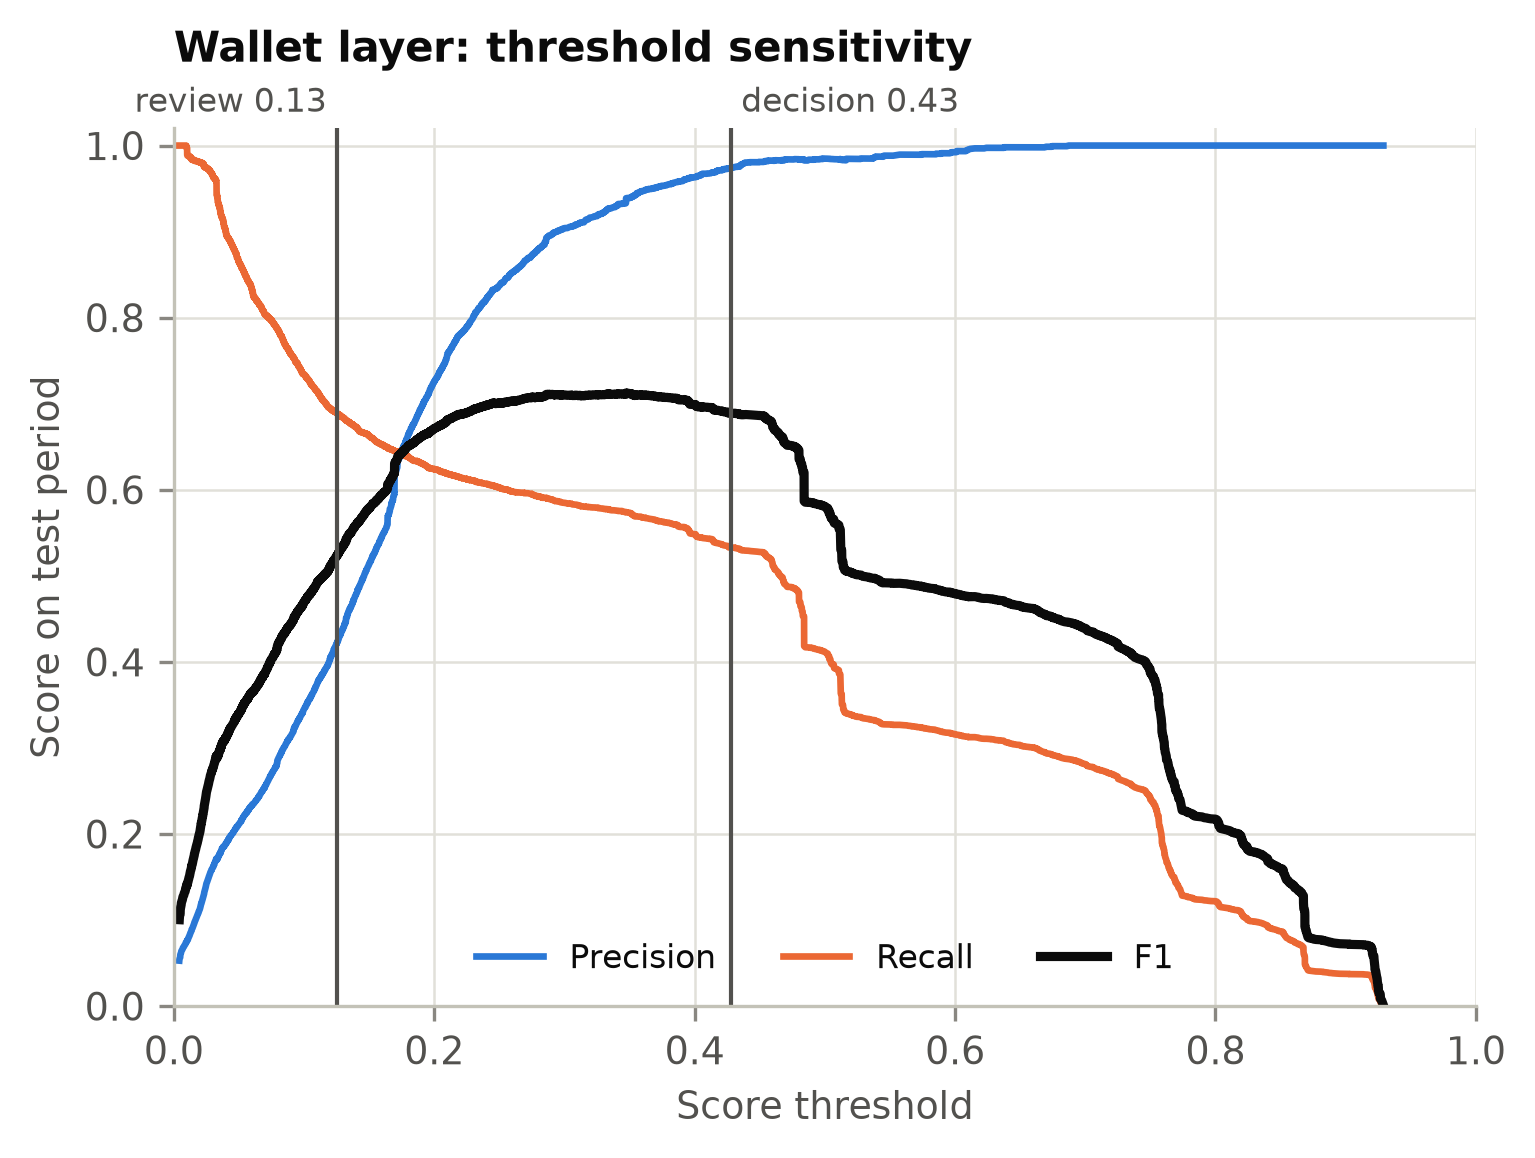 Wallet layer: threshold sensitivity
review 0.13
decision 0.43
1.0
0.8
0.6
0.4
0.2
0.0
Score on test period
Precision
Recall
F1
0.0
0.2
0.4
0.6
0.8
1.0
Score threshold